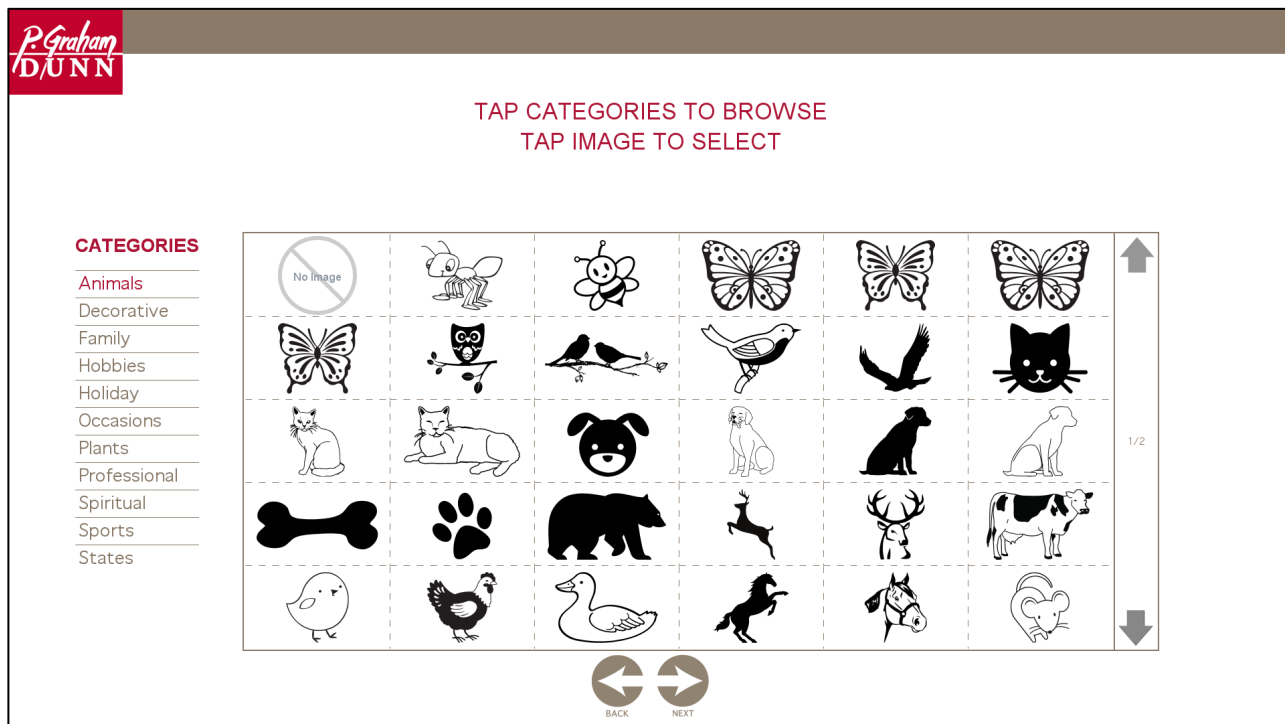 P. Graham
DUNN
TAP CATEGORIES TO BROWSE
TAP IMAGE TO SELECT
CATEGORIES
Animals
Decorative
Family
Hobbies
Holiday
Occasions
Plants
Professional
Spiritual
Sports
States
No Image
1/2
BACK
NEXT